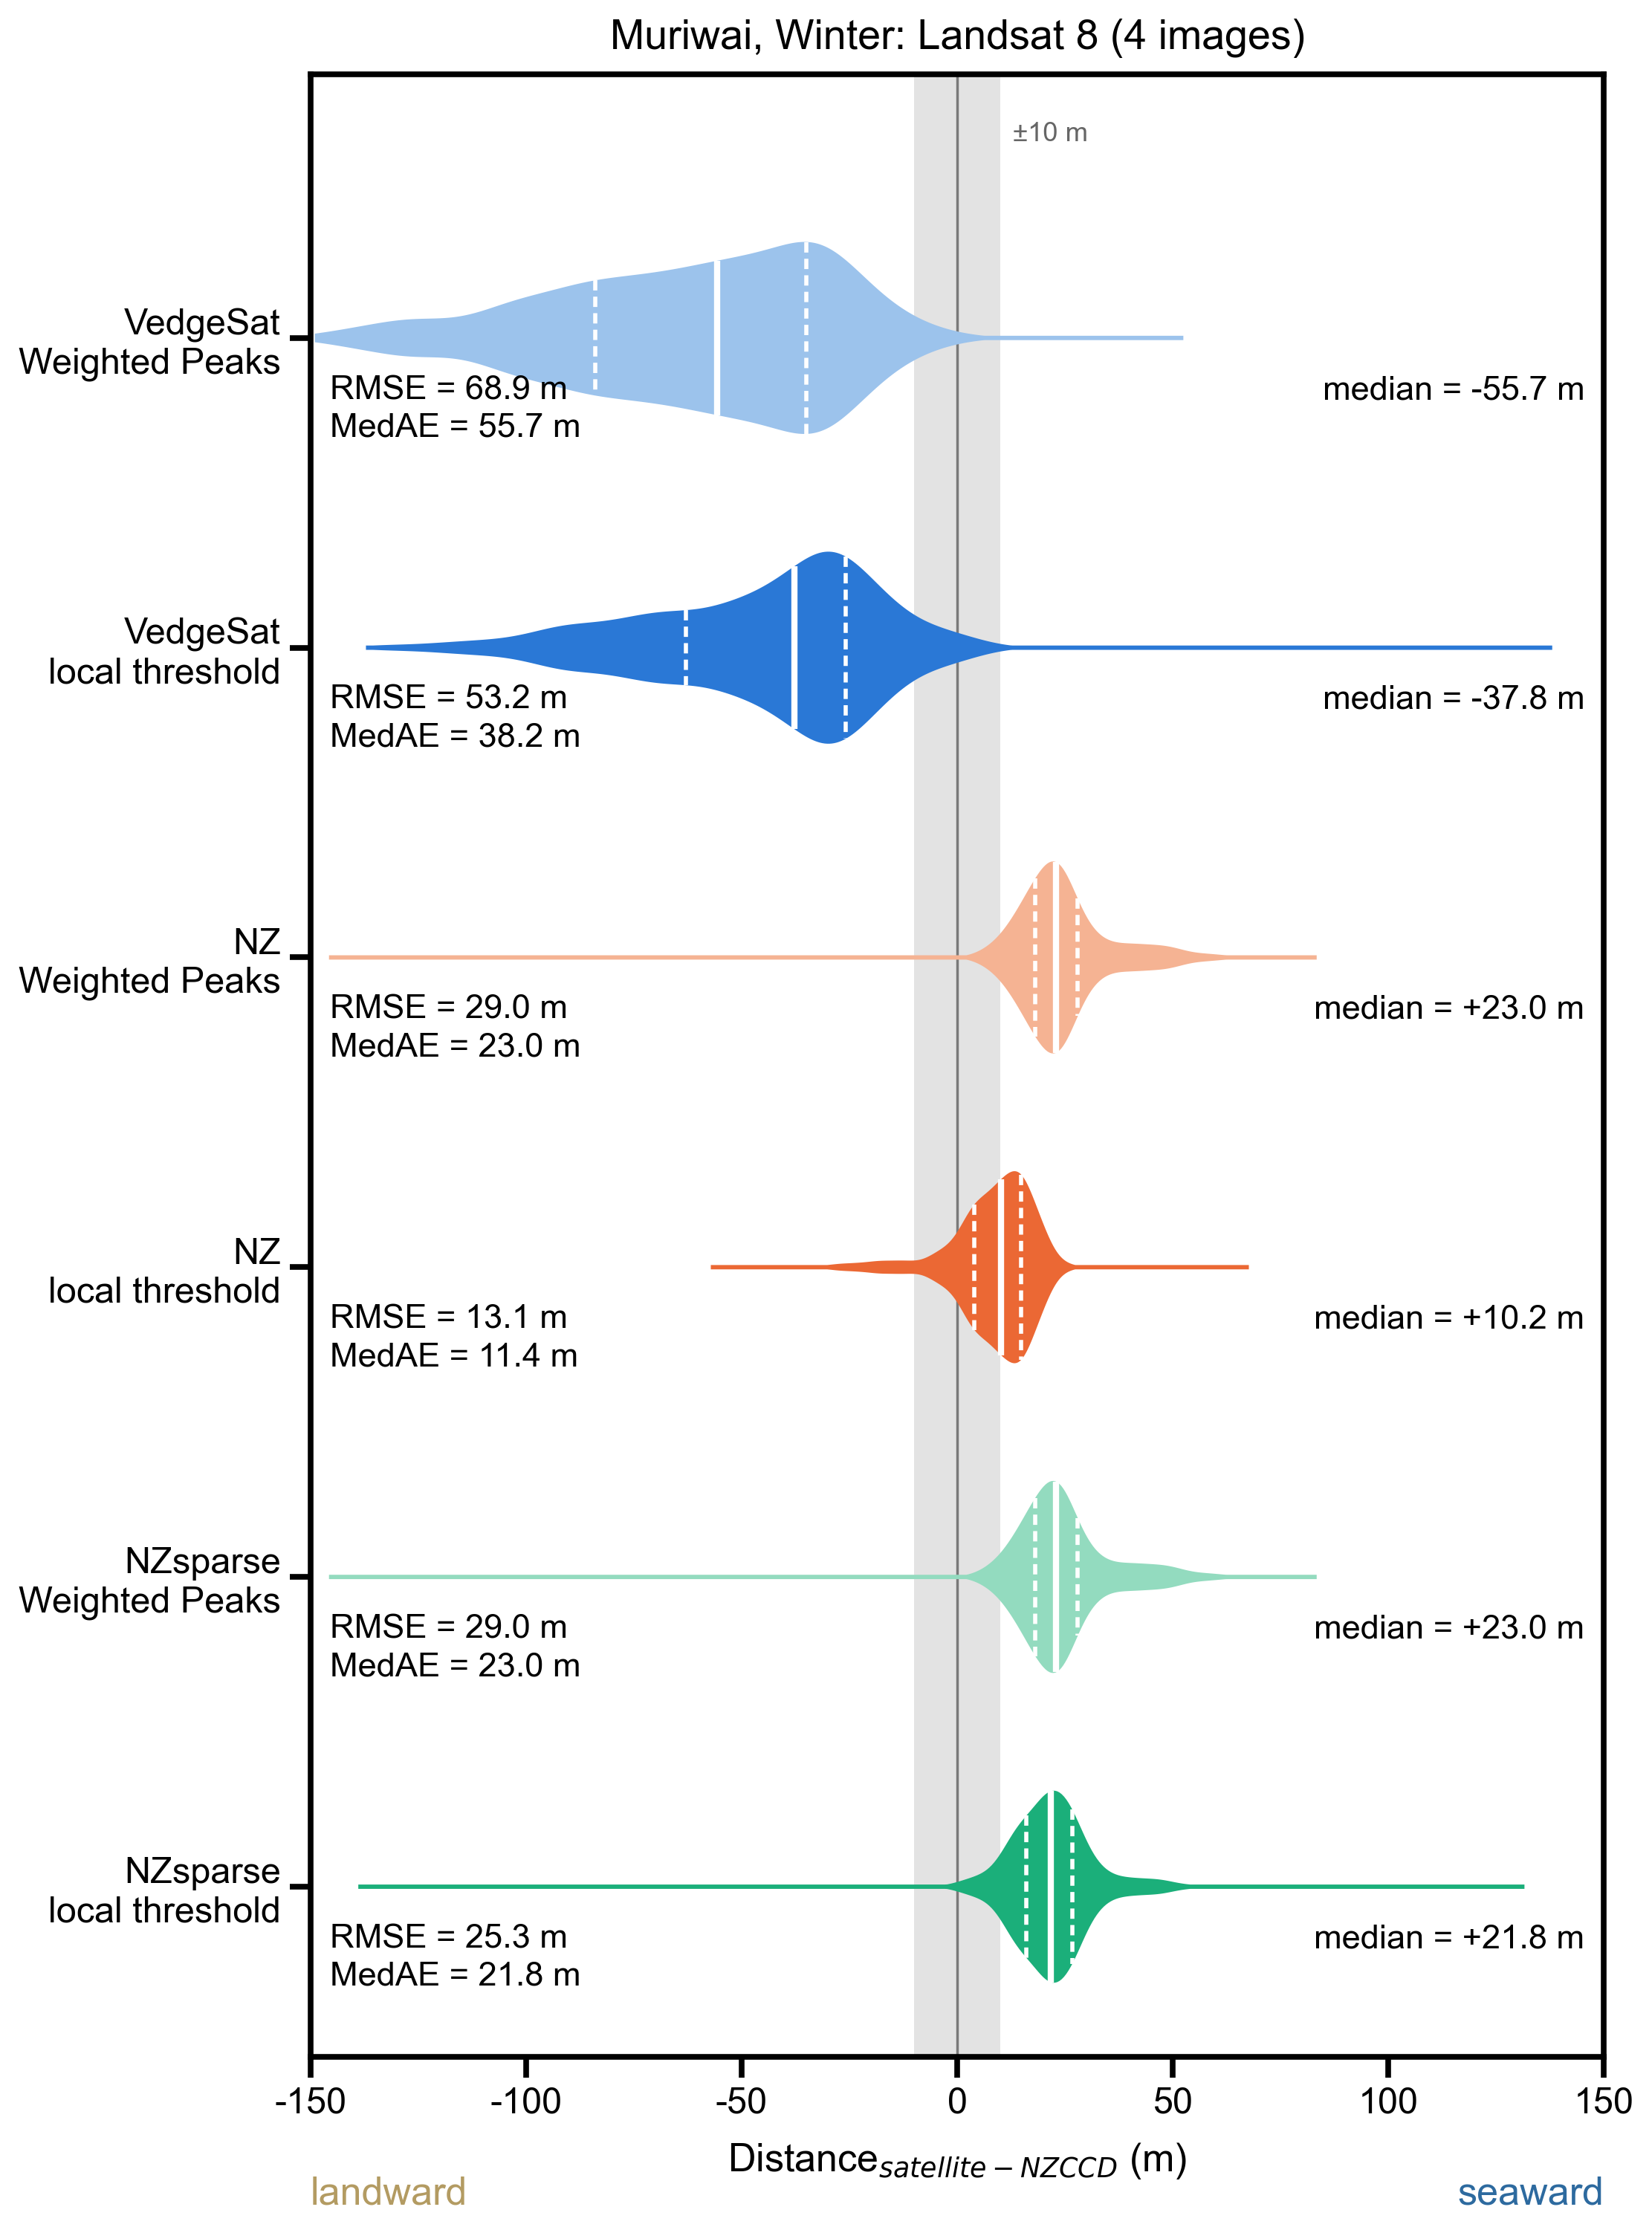 Muriwai, Winter: Landsat 8 (4 images)
±10 m
VedgeSat
Weighted Peaks
RMSE = 68.9 m
MedAE = 55.7 m
median = -55.7 m
VedgeSat
local threshold
RMSE = 53.2 m
MedAE = 38.2 m
median = -37.8 m
NZ
Weighted Peaks
RMSE = 29.0 m
MedAE = 23.0 m
median = +23.0 m
NZ
local threshold
RMSE = 13.1 m
MedAE = 11.4 m
median = +10.2 m
NZsparse
Weighted Peaks
RMSE = 29.0 m
MedAE = 23.0 m
median = +23.0 m
NZsparse
local threshold
RMSE = 25.3 m
MedAE = 21.8 m
median = +21.8 m
-150 -100 -50 0 50 100 150
Distance satellite − NZCCD (m)
landward seaward